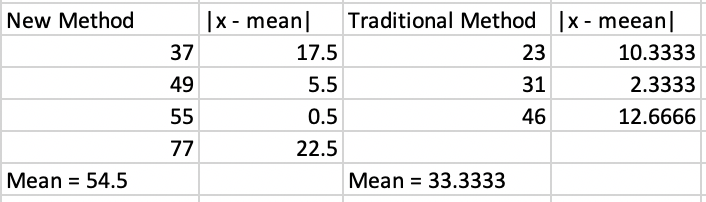 New Method |x - mean| Traditional Method |x - meean|
37 17.5 23 10.3333
49 5.5 31 2.3333
55 0.5 46 12.6666
77 22.5
Mean = 54.5 Mean = 33.3333